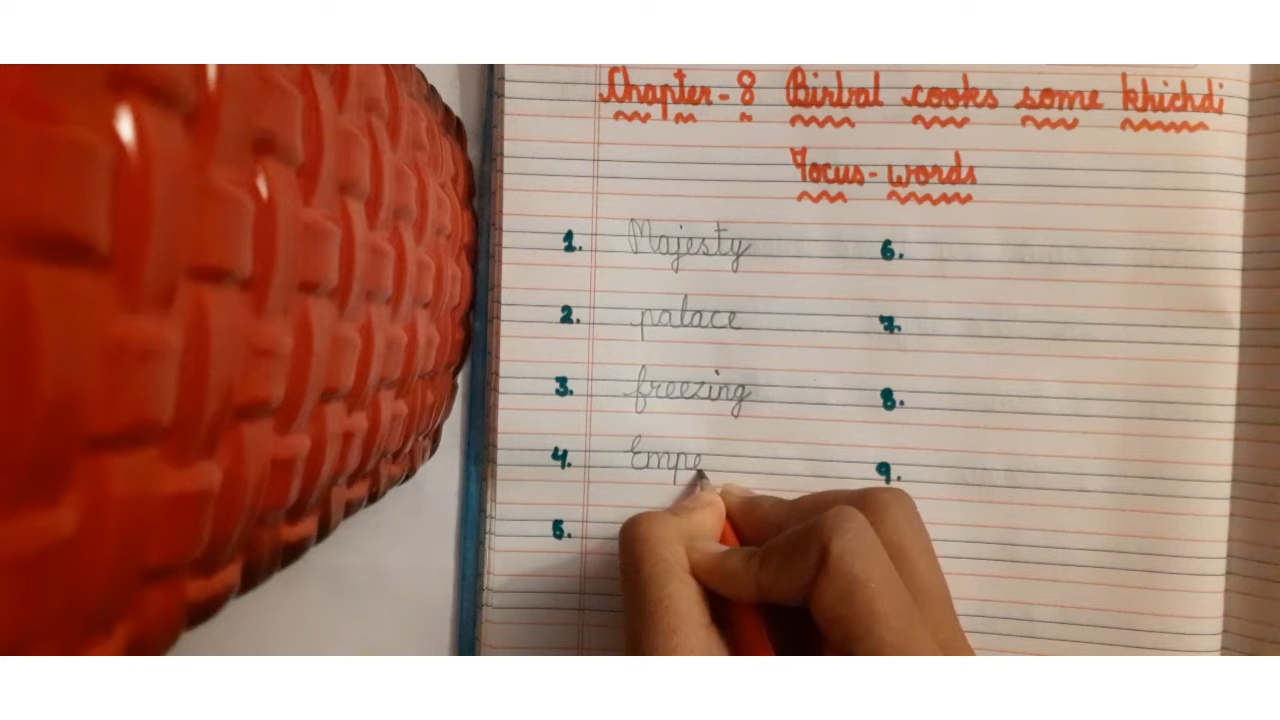 Chapter-8 Birbal cooks some khichdi
Focus-words
1. Majesty 6.
2. palace 7.
3. freezing 8.
4. Empe 9.
5.